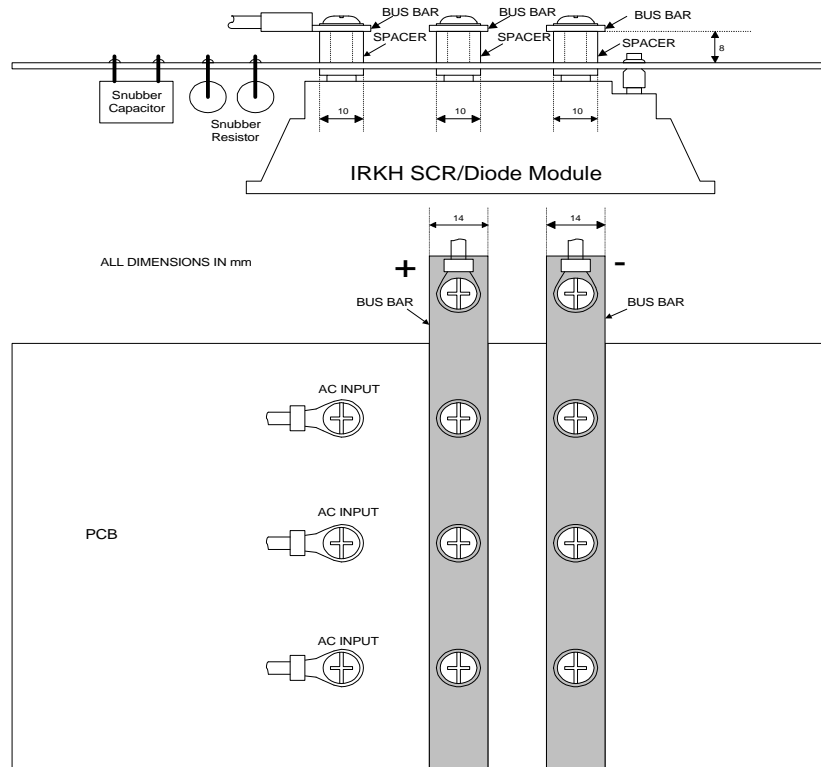 BUS BAR
BUS BAR
BUS BAR
SPACER
SPACER
SPACER
8
Snubber
Capacitor
Snubber
Resistor
10
10
10
IRKH SCR/Diode Module
14
14
ALL DIMENSIONS IN mm
+
-
BUS BAR
BUS BAR
AC INPUT
AC INPUT
PCB
AC INPUT